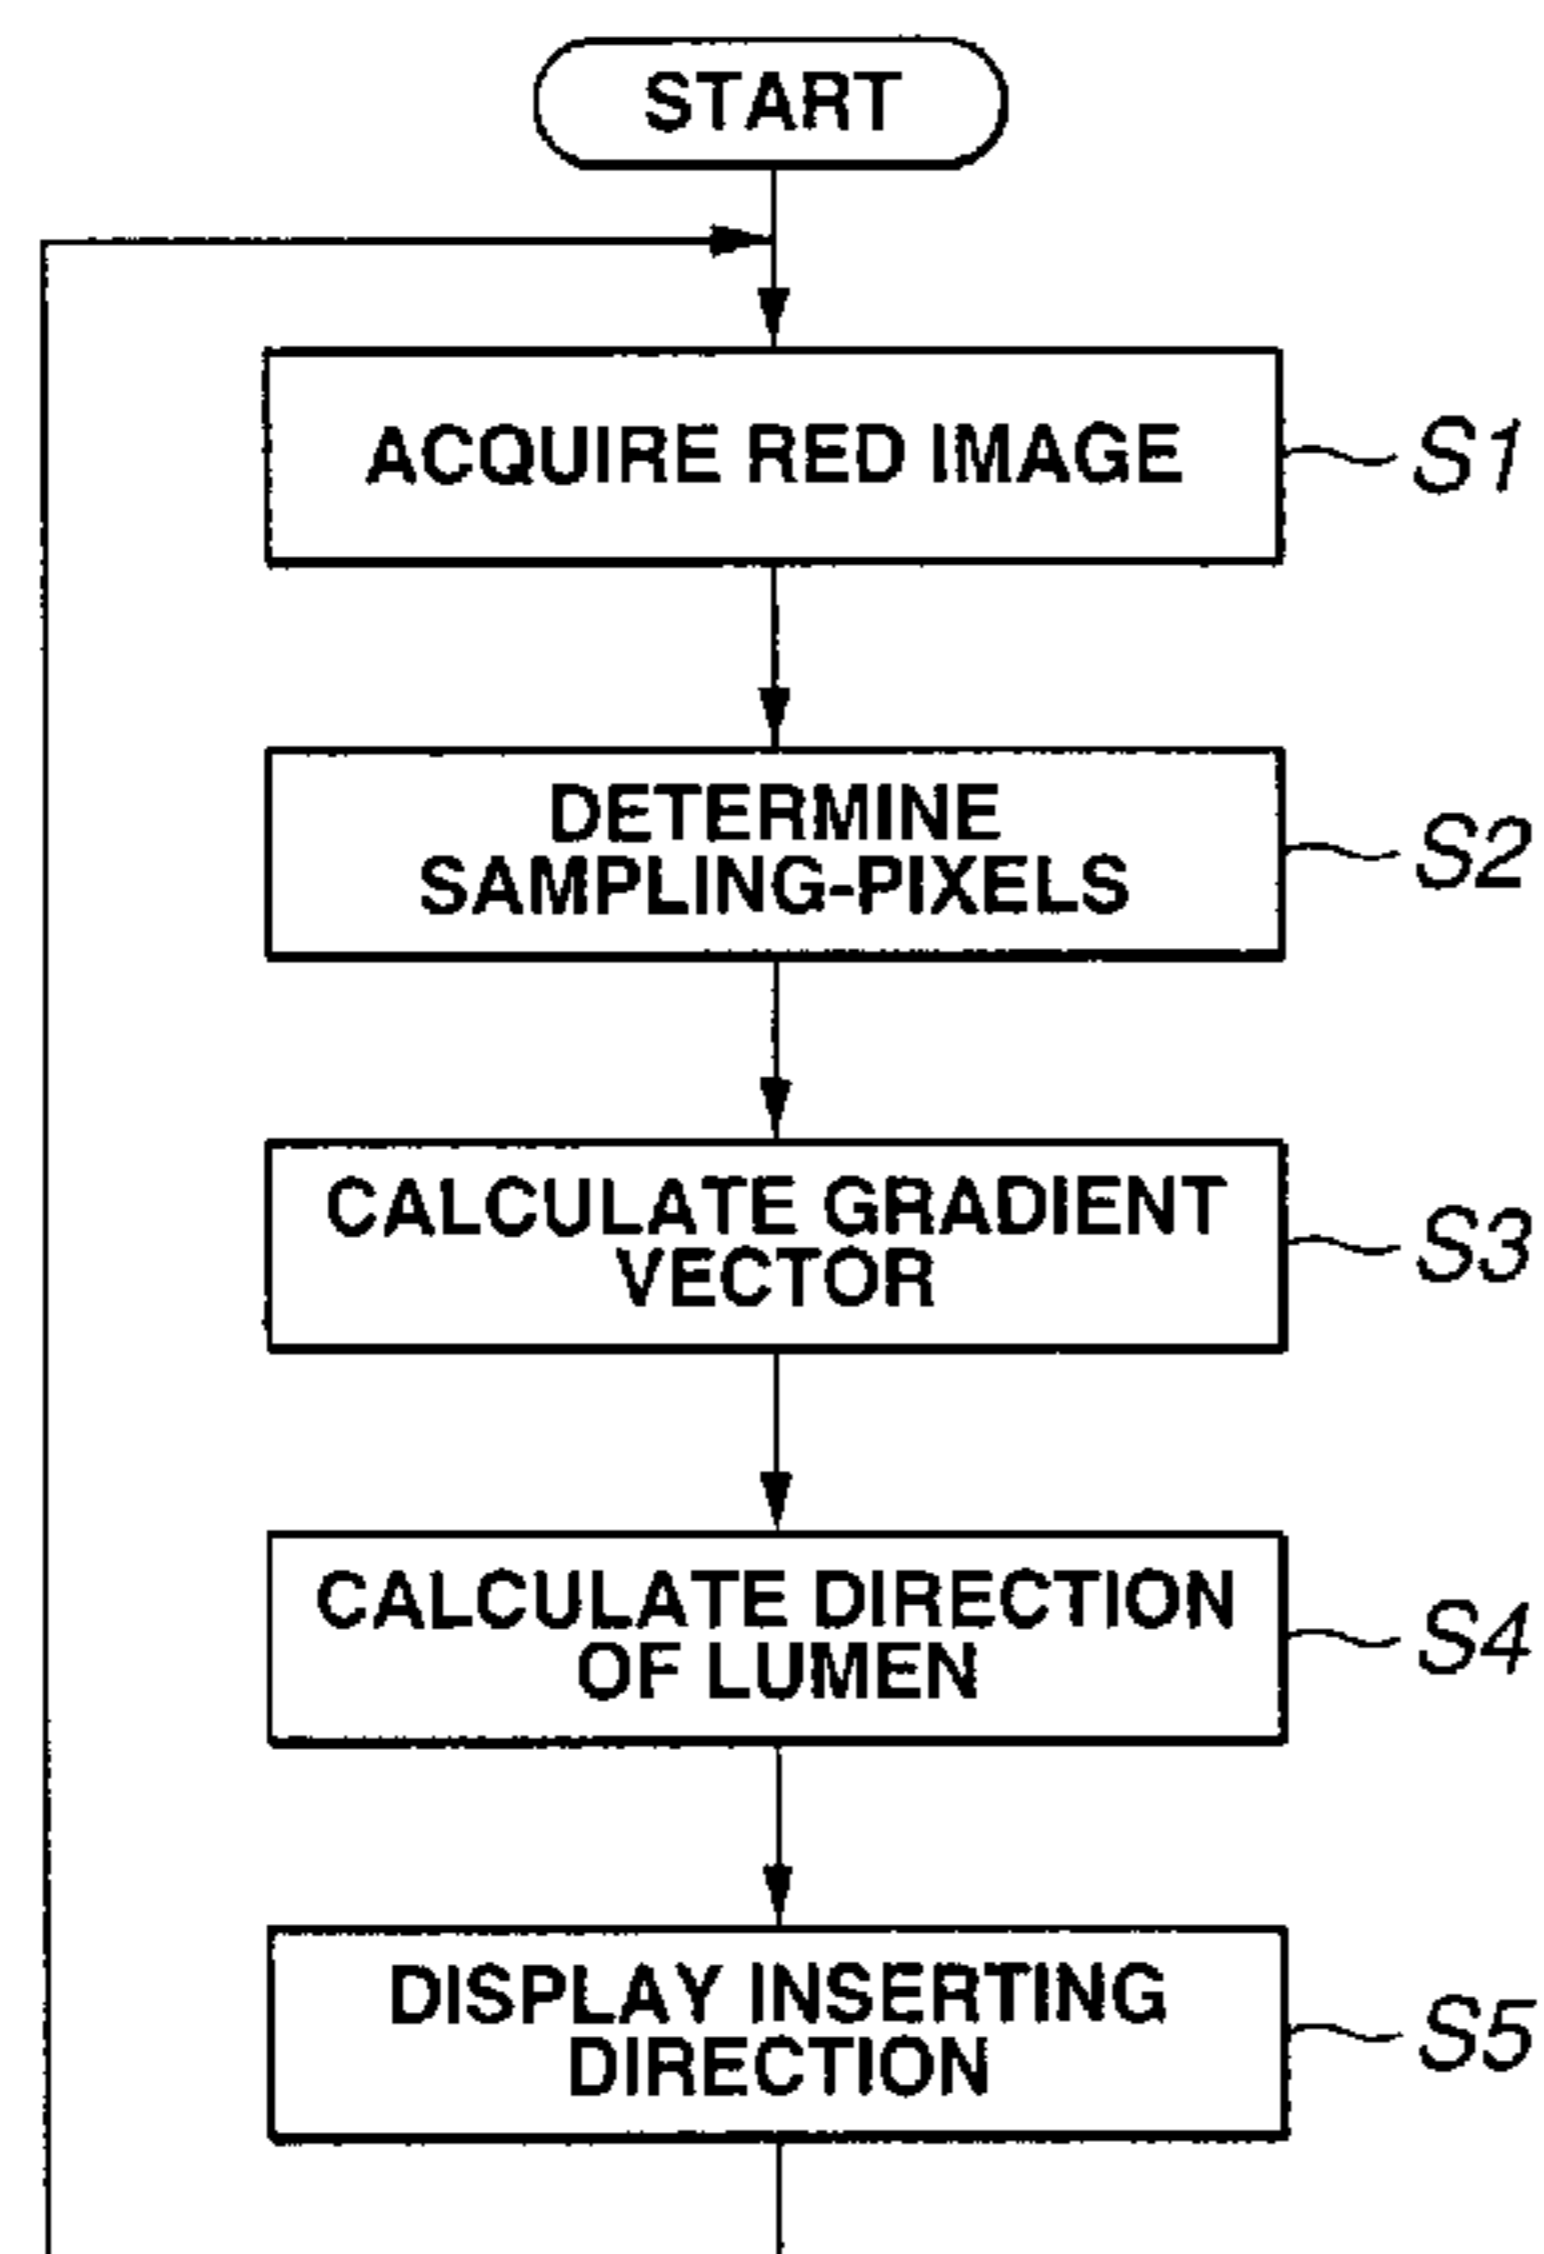 START
ACQUIRE RED IMAGE
S1
DETERMINE
SAMPLING-PIXELS
S2
CALCULATE GRADIENT
VECTOR
S3
CALCULATE DIRECTION
OF LUMEN
S4
DISPLAY INSERTING
DIRECTION
S5